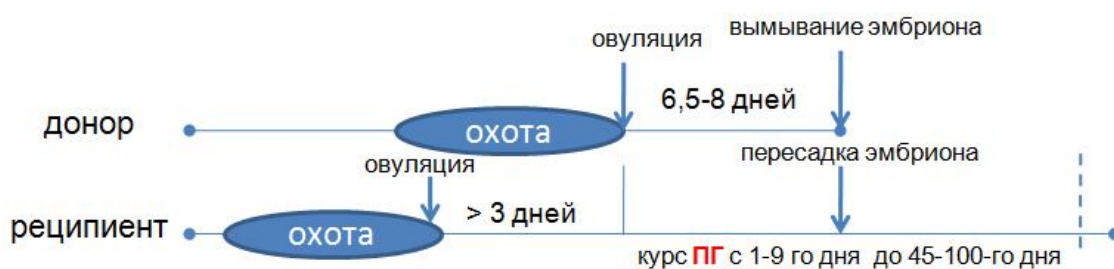 овуляция
вымывание эмбриона
6,5-8 дней
донор
охота
овуляция
пересадка эмбриона
> 3 дней
реципиент
охота
курс ПГ с 1-9 го дня до 45-100-го дня